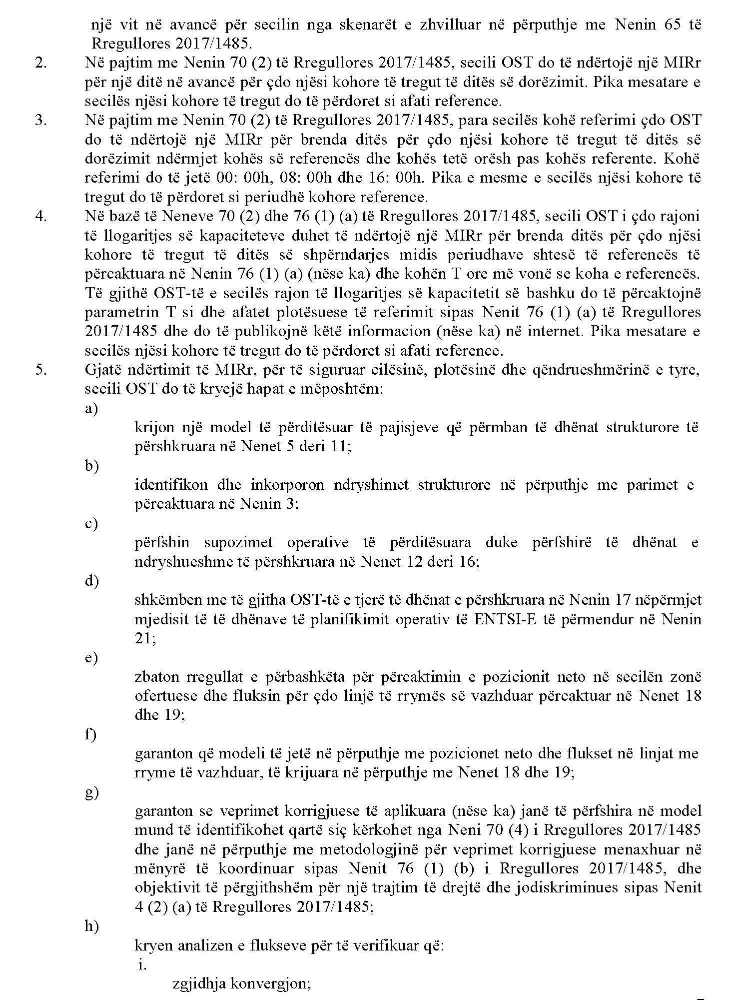 një vit në avancë për secilin nga skenarët e zhvilluar në përputhje me Nenin 65 të
Rregullores 2017/1485.
2. Në pajtim me Nenin 70 (2) të Rregullores 2017/1485, secili OST do të ndërtojë një MIRr
për një ditë në avancë për çdo njësi kohore të tregut të ditës së dorëzimit. Pika mesatare e
secilës njësi kohore të tregut do të përdoret si afati reference.
3. Në pajtim me Nenin 70 (2) të Rregullores 2017/1485, para secilës kohë referimi çdo OST
do të ndërtojë një MIRr për brenda ditës për çdo njësi kohore të tregut të ditës së
dorëzimit ndërmjet kohës së referencës dhe kohës tetë orësh pas kohës referente. Kohë
referimi do të jetë 00: 00h, 08: 00h dhe 16: 00h. Pika e mesme e secilës njësi kohore të
tregut do të përdoret si periudhë kohore reference.
4. Në bazë të Neneve 70 (2) dhe 76 (1) (a) të Rregullores 2017/1485, secili OST i çdo rajoni
të llogaritjes së kapaciteteve duhet të ndërtojë një MIRr për brenda ditës për çdo njësi
kohore të tregut të ditës së shpërndarjes midis periudhave shtesë të referencës të
përcaktuara në Nenin 76 (1) (a) (nëse ka) dhe kohën T ore më vonë se koha e referencës.
Të gjithë OST-të e secilës rajon të llogaritjes së kapacitetit së bashku do të përcaktojnë
parametrin T si dhe afatet plotësuese të referimit sipas Nenit 76 (1) (a) të Rregullores
2017/1485 dhe do të publikojnë këtë informacion (nëse ka) në internet. Pika mesatare e
secilës njësi kohore të tregut do të përdoret si afati reference.
5. Gjatë ndërtimit të MIRr, për të siguruar cilësinë, plotësinë dhe qëndrueshmërinë e tyre,
secili OST do të kryejë hapat e mëposhtëm:
a)
krijon një model të përditësuar të pajisjeve që përmban të dhënat strukturore të
përshkruara në Nenet 5 deri 11;
b)
identifikon dhe inkorporon ndryshimet strukturore në përputhje me parimet e
përcaktuara në Nenin 3;
c)
përfshin supozimet operative të përditësuara duke përfshirë të dhënat e
ndryshueshme të përshkruara në Nenet 12 deri 16;
d)
shkëmben me të gjitha OST-të e tjerë të dhënat e përshkruara në Nenin 17 nëpërmjet
mjedisit të të dhënave të planifikimit operativ të ENTSI-E të përmendur në Nenin
21;
e)
zbaton rregullat e përbashkëta për përcaktimin e pozicionit neto në secilën zonë
ofertuese dhe fluksin për çdo linjë të rrymës së vazhduar përcaktuar në Nenet 18
dhe 19;
f)
garanton që modeli të jetë në përputhje me pozicionet neto dhe flukset në linjat me
rryme të vazhduar, të krijuara në përputhje me Nenet 18 dhe 19;
g)
garanton se veprimet korrigjuese të aplikuara (nëse ka) janë të përfshira në model
mund të identifikohet qartë siç kërkohet nga Neni 70 (4) i Rregullores 2017/1485
dhe janë në përputhje me metodologjinë për veprimet korrigjuese menaxhuar në
mënyrë të koordinuar sipas Nenit 76 (1) (b) i Rregullores 2017/1485, dhe
objektivit të përgjithshëm për një trajtim të drejtë dhe jodiskriminues sipas Nenit
4 (2) (a) të Rregullores 2017/1485;
h)
kryen analizen e flukseve për të verifikuar që:
i.
zgjidhja konvergjon;